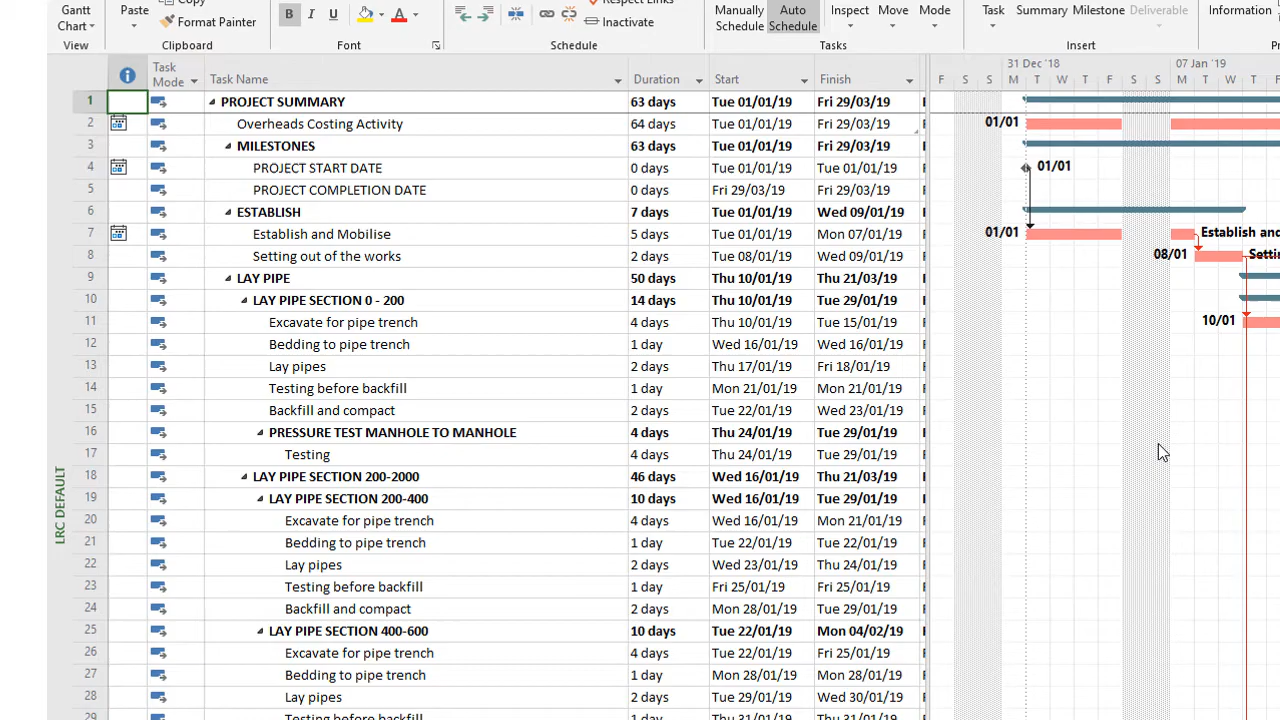 Copy
Respect Links
Gantt Chart
Paste
Format Painter
B I U A
Inactivate
Manually Schedule
Auto Schedule
Inspect
Move
Mode
Task
Summary
Milestone
Deliverable
Information
View
Clipboard
Font
Schedule
Tasks
Insert
Task Mode
Task Name
Duration
Start
Finish
31 Dec '18
07 Jan '19
F S S M T W T F S S M T W T F
1 PROJECT SUMMARY 63 days Tue 01/01/19 Fri 29/03/19
2 Overheads Costing Activity 64 days Tue 01/01/19 Fri 29/03/19 01/01
3 MILESTONES 63 days Tue 01/01/19 Fri 29/03/19
4 PROJECT START DATE 0 days Tue 01/01/19 Tue 01/01/19 01/01
5 PROJECT COMPLETION DATE 0 days Fri 29/03/19 Fri 29/03/19
6 ESTABLISH 7 days Tue 01/01/19 Wed 09/01/19
7 Establish and Mobilise 5 days Tue 01/01/19 Mon 07/01/19 01/01 Establish and
8 Setting out of the works 2 days Tue 08/01/19 Wed 09/01/19 08/01 Settin
9 LAY PIPE 50 days Thu 10/01/19 Thu 21/03/19
10 LAY PIPE SECTION 0 - 200 14 days Thu 10/01/19 Tue 29/01/19
11 Excavate for pipe trench 4 days Thu 10/01/19 Tue 15/01/19 10/01
12 Bedding to pipe trench 1 day Wed 16/01/19 Wed 16/01/19
13 Lay pipes 2 days Thu 17/01/19 Fri 18/01/19
14 Testing before backfill 1 day Mon 21/01/19 Mon 21/01/19
15 Backfill and compact 2 days Tue 22/01/19 Wed 23/01/19
16 PRESSURE TEST MANHOLE TO MANHOLE 4 days Thu 24/01/19 Tue 29/01/19
17 Testing 4 days Thu 24/01/19 Tue 29/01/19
18 LAY PIPE SECTION 200-2000 46 days Wed 16/01/19 Thu 21/03/19
19 LAY PIPE SECTION 200-400 10 days Wed 16/01/19 Tue 29/01/19
20 Excavate for pipe trench 4 days Wed 16/01/19 Mon 21/01/19
21 Bedding to pipe trench 1 day Tue 22/01/19 Tue 22/01/19
22 Lay pipes 2 days Wed 23/01/19 Thu 24/01/19
23 Testing before backfill 1 day Fri 25/01/19 Fri 25/01/19
24 Backfill and compact 2 days Mon 28/01/19 Tue 29/01/19
25 LAY PIPE SECTION 400-600 10 days Tue 22/01/19 Mon 04/02/19
26 Excavate for pipe trench 4 days Tue 22/01/19 Fri 25/01/19
27 Bedding to pipe trench 1 day Mon 28/01/19 Mon 28/01/19
28 Lay pipes 2 days Tue 29/01/19 Wed 30/01/19
29 Testing before backfill 1 day Thu 31/01/19 Thu 31/01/19
LRC DEFAULT